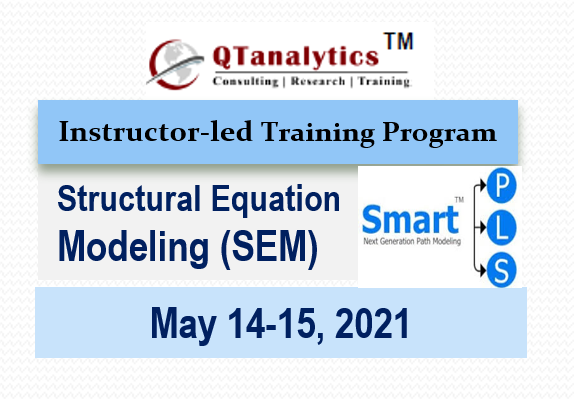 QTanalytics™
Consulting | Research | Training
Instructor-led Training Program
Structural Equation
Modeling (SEM)
Smart™
Next Generation Path Modeling
P
L
S
May 14-15, 2021